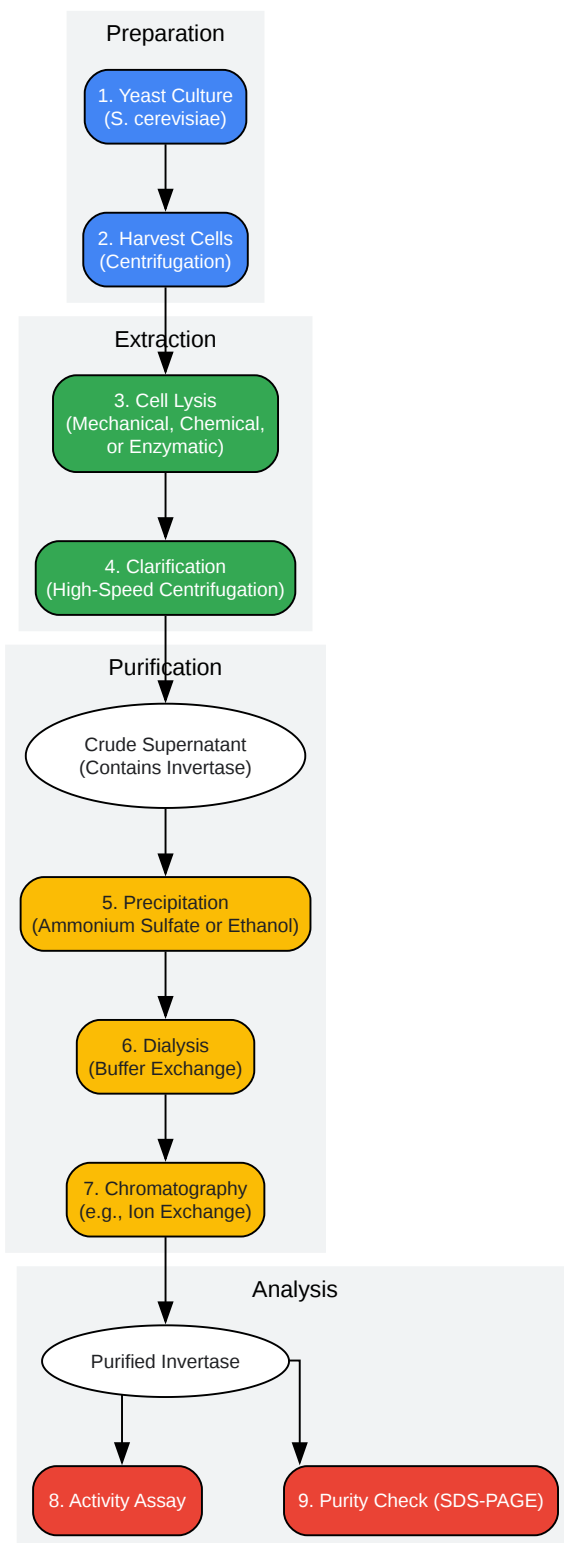 Preparation
1. Yeast Culture
(S. cerevisiae)
2. Harvest Cells
(Centrifugation)
Extraction
3. Cell Lysis
(Mechanical, Chemical,
or Enzymatic)
4. Clarification
(High-Speed Centrifugation)
Purification
Crude Supernatant
(Contains Invertase)
5. Precipitation
(Ammonium Sulfate or Ethanol)
6. Dialysis
(Buffer Exchange)
7. Chromatography
(e.g., Ion Exchange)
Analysis
Purified Invertase
8. Activity Assay
9. Purity Check (SDS-PAGE)